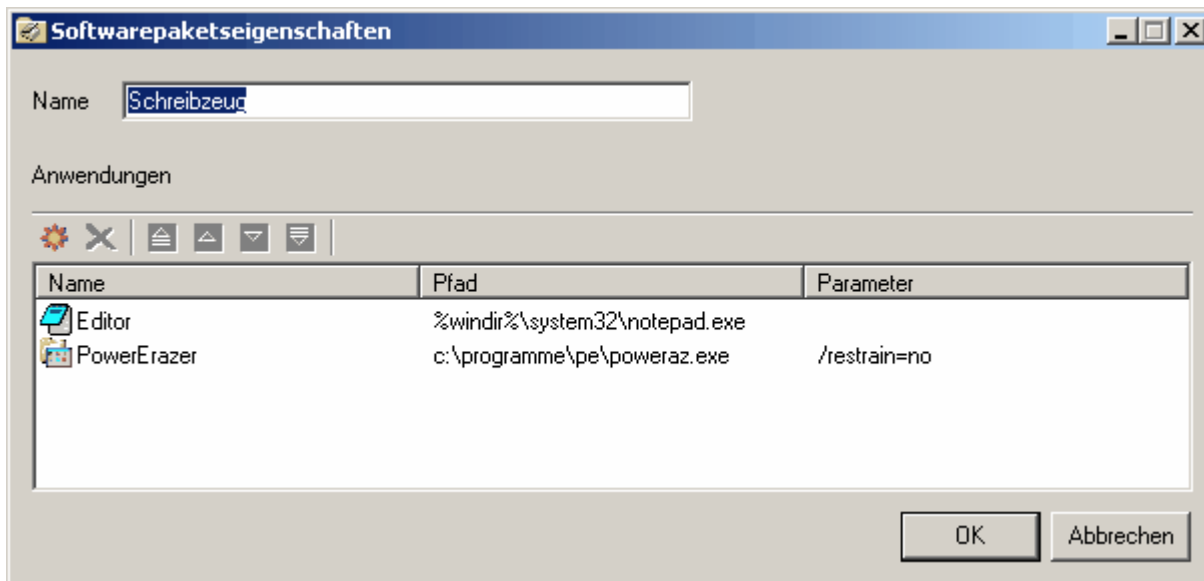 Softwarepaketseigenschaften
Name Schreibzeug
Anwendungen
Name Pfad Parameter
Editor %windir%\system32\notepad.exe
PowerErazer c:\programme\pe\poweraz.exe /restrain=no
OK Abbrechen